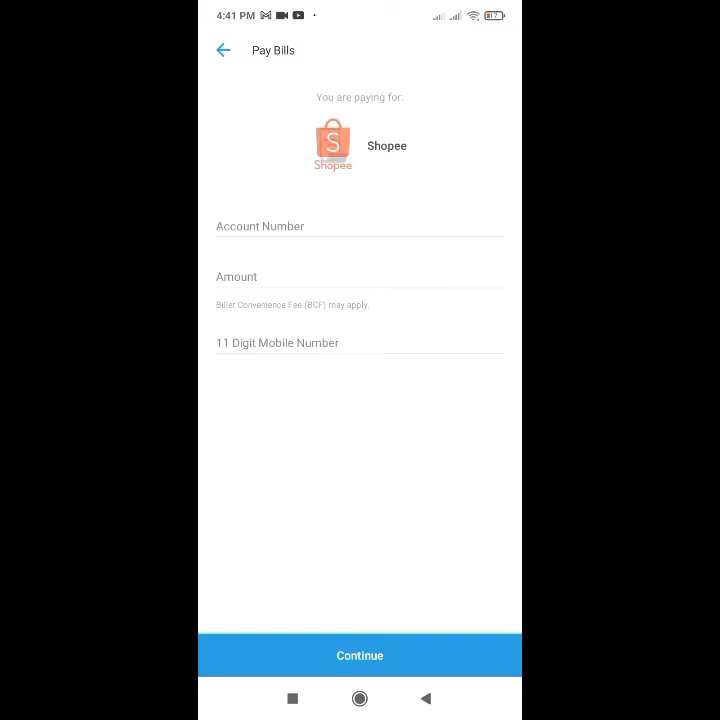 4:41 PM
17
Pay Bills
You are paying for:
S
Shopee
Shopee
Account Number
Amount
Biller Convenience Fee (BCF) may apply.
11 Digit Mobile Number
Continue